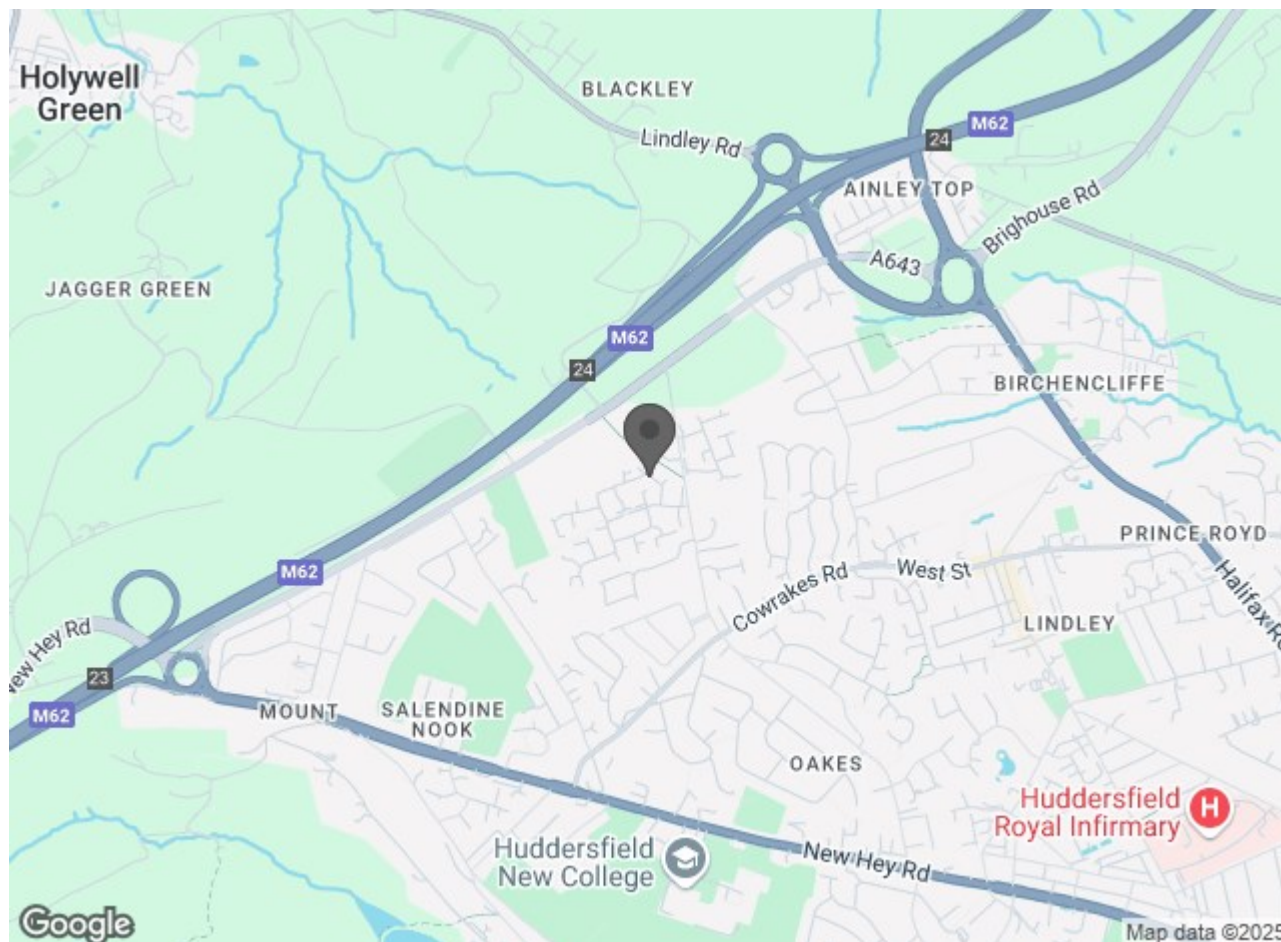 Holywell
Green
BLACKLEY
Lindley Rd
M62
24
AINLEY TOP
Brighouse Rd
A643
JAGGER GREEN
M62
24
BIRCHENCLIFFE
PRINCE ROYD
M62
Cowrakes Rd
West St
Halifax Ro
LINDLEY
New Hey Rd
23
M62
MOUNT
SALENDINE
NOOK
OAKES
Huddersfield
Royal Infirmary
H
Huddersfield
New College
New Hey Rd
Google
Map data ©2025